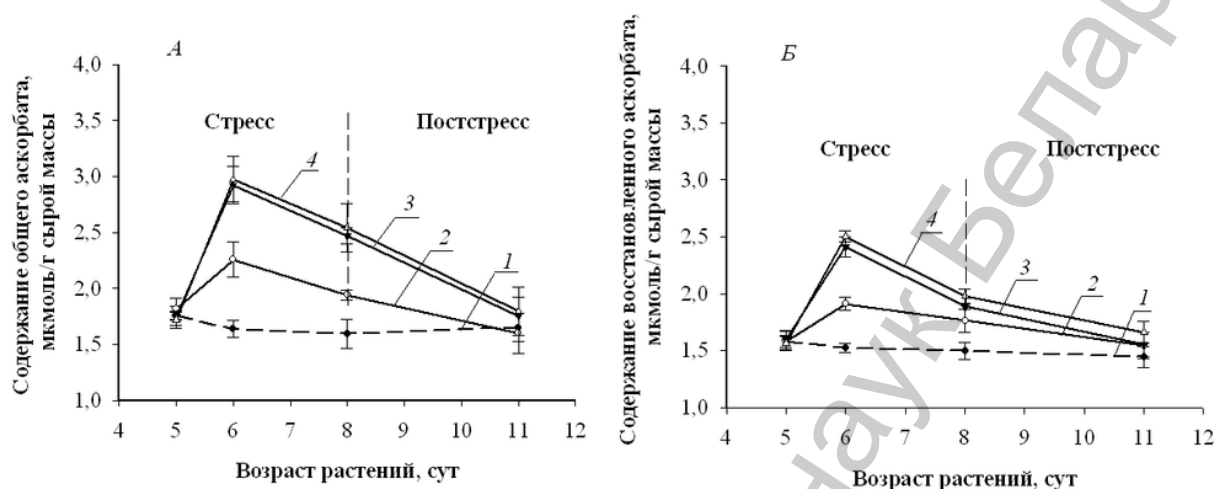 А
Содержание общего аскорбата,
мкмоль/г сырой массы
4,0
3,5
3,0
2,5
2,0
1,5
1,0
Стресс
Постстресс
4
3
2
1
4 5 6 7 8 9 10 11 12
Возраст растений, сут
Б
Содержание восстановленного аскорбата,
мкмоль/г сырой массы
4,0
3,5
3,0
2,5
2,0
1,5
1,0
Стресс
Постстресс
4
3
2
1
4 5 6 7 8 9 10 11 12
Возраст растений, сут
наук Белар